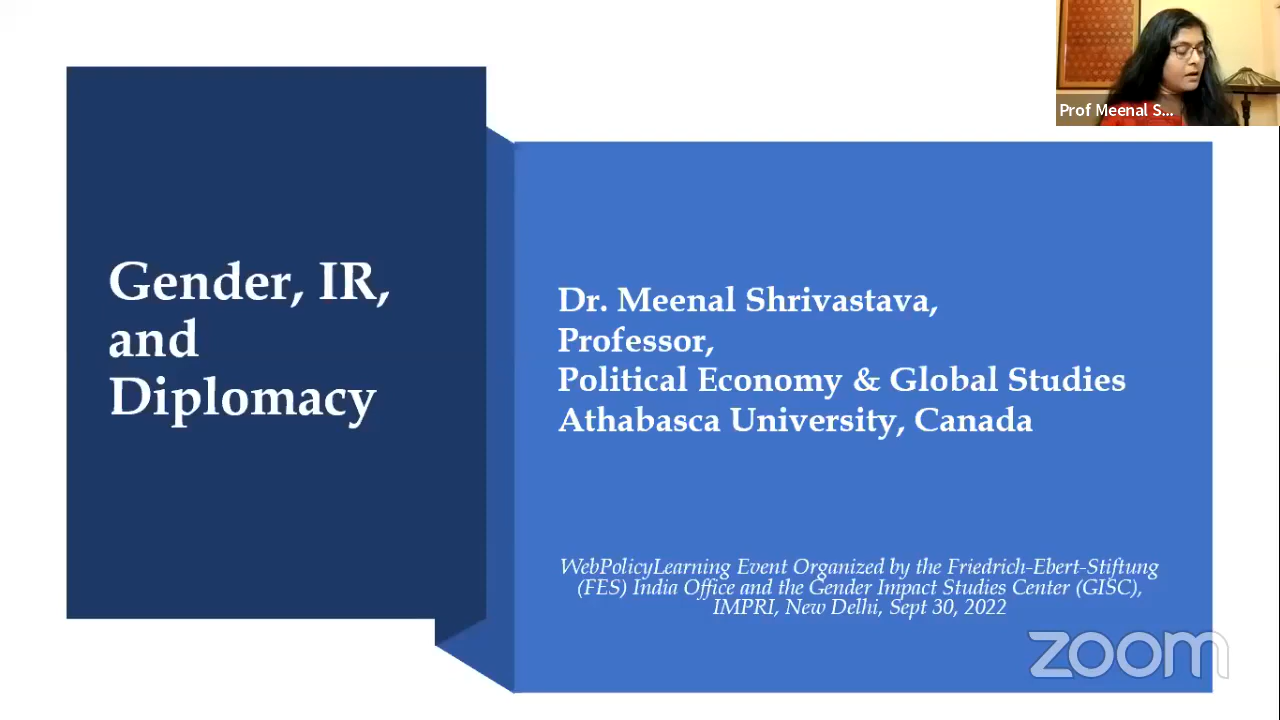 Prof Meenal S...
Gender, IR,
and
Diplomacy
Dr. Meenal Shrivastava,
Professor,
Political Economy & Global Studies
Athabasca University, Canada
WebPolicyLearning Event Organized by the Friedrich-Ebert-Stiftung
(FES) India Office and the Gender Impact Studies Center (GISC),
IMPRI, New Delhi, Sept 30, 2022
zoom